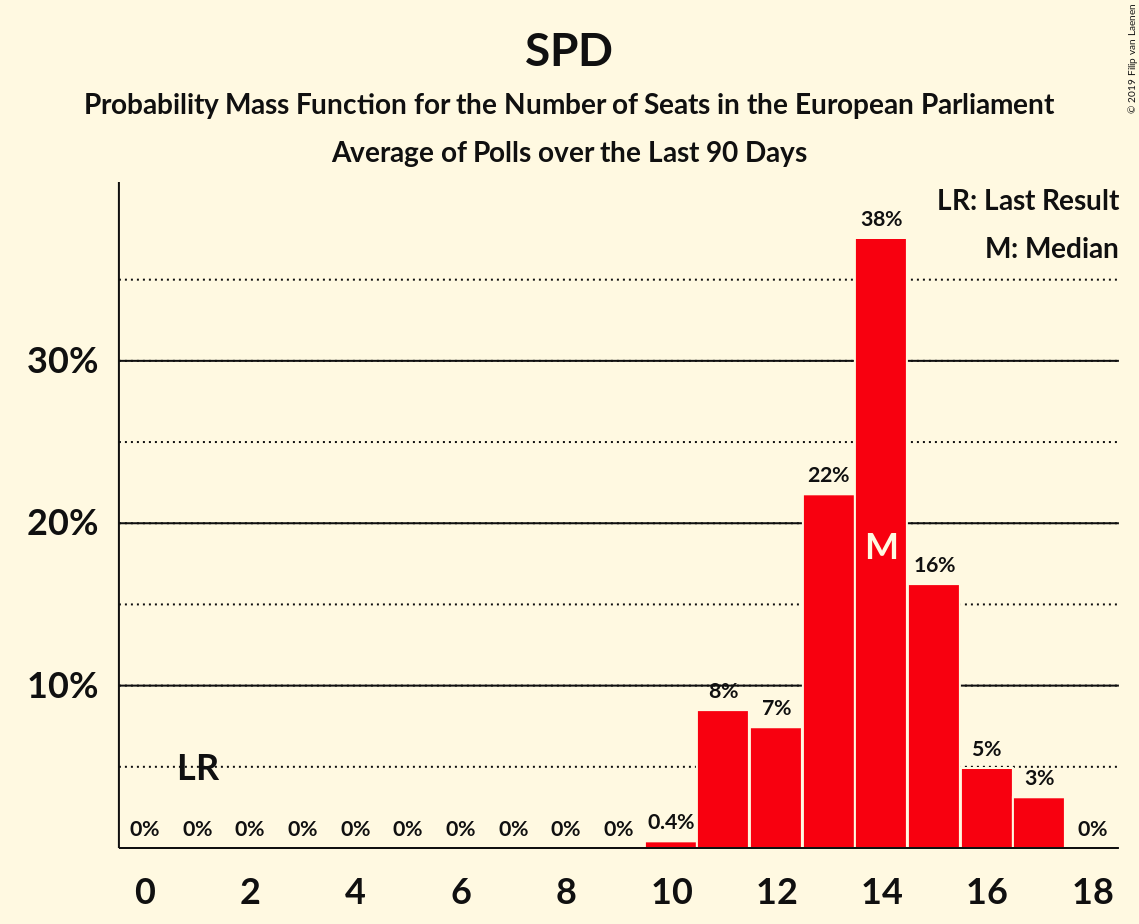 SPD
Probability Mass Function for the Number of Seats in the European Parliament
Average of Polls over the Last 90 Days
© 2019 Filip van Laenen
LR: Last Result
M: Median
38%
30%
22%
20%
M
16%
10%
8%
7%
LR
5%
3%
0% 0% 0% 0% 0% 0% 0% 0% 0% 0% 0.4% 0%
0 2 4 6 8 10 12 14 16 18